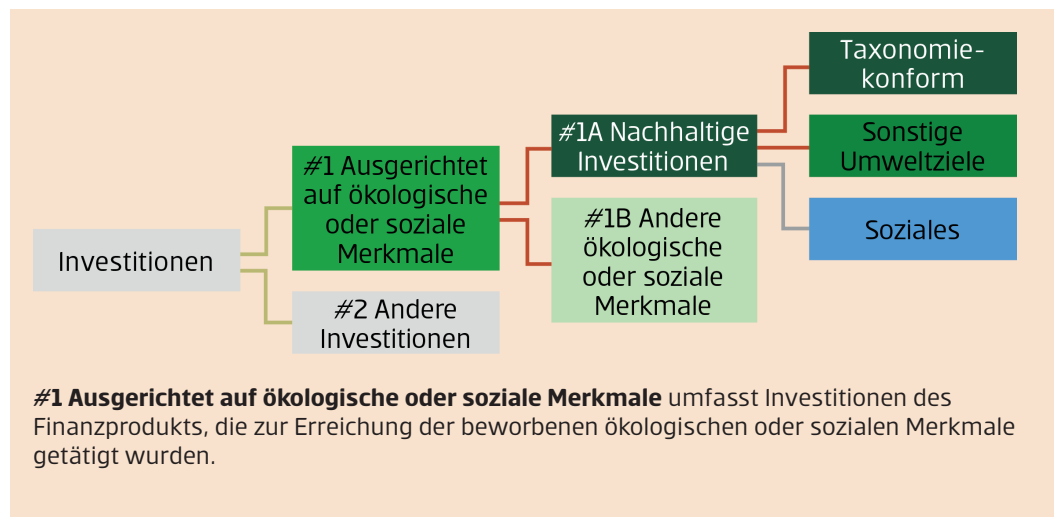 Investitionen
#1 Ausgerichtet
auf ökologische
oder soziale
Merkmale
#2 Andere
Investitionen
#1A Nachhaltige
Investitionen
#1B Andere
ökologische
oder soziale
Merkmale
Taxonomie-
konform
Sonstige
Umweltziele
Soziales
#1 Ausgerichtet auf ökologische oder soziale Merkmale umfasst Investitionen des
Finanzprodukts, die zur Erreichung der beworbenen ökologischen oder sozialen Merkmale
getätigt wurden.